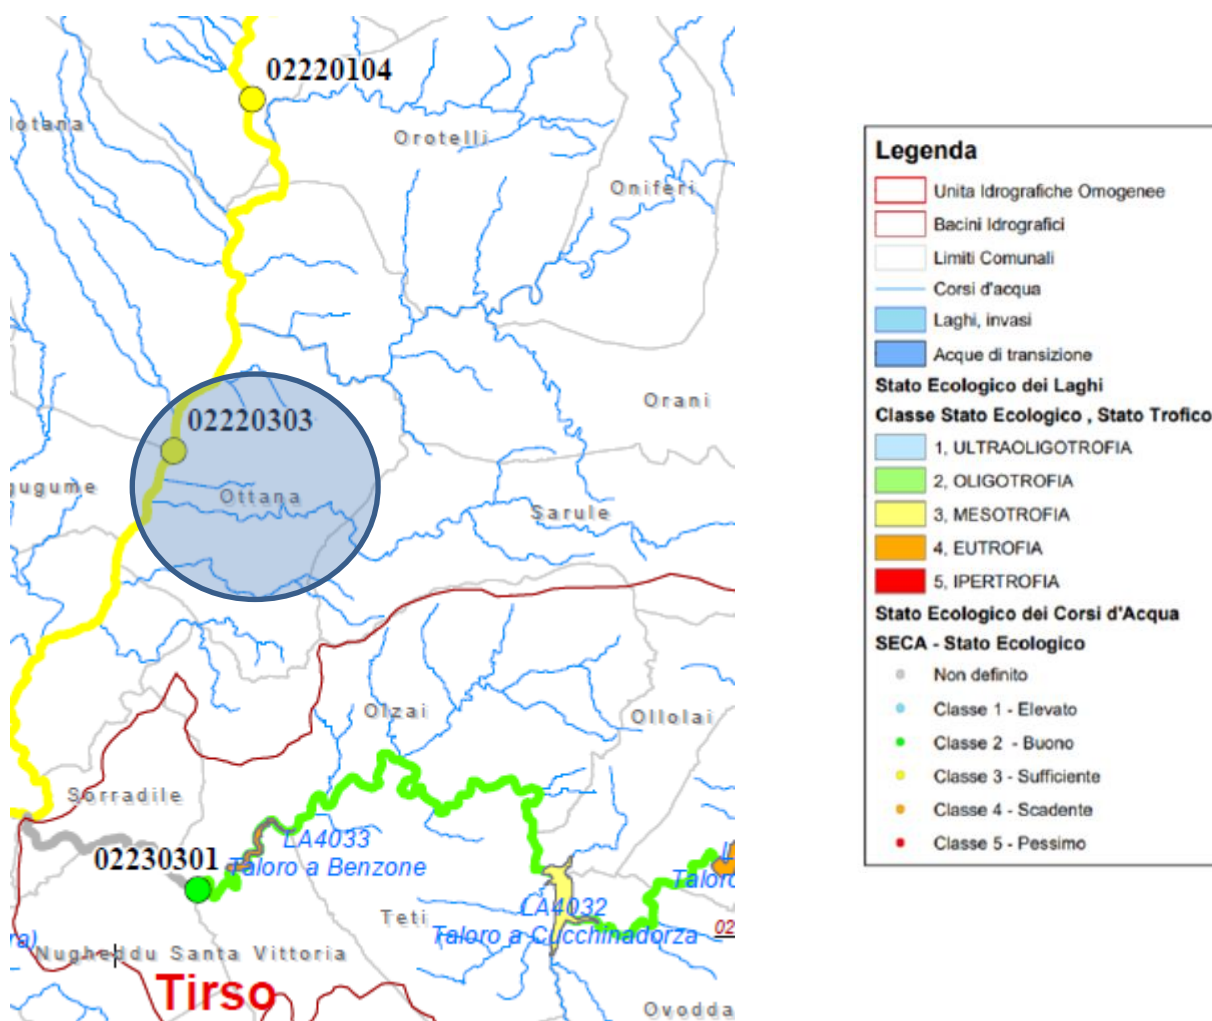 02220104
otana
Orotelli
Oniferi
02220303
Orani
ugume
Ottana
Sarule
Olzai
Ollolai
Sorradile
LA4033
02230301
Taloro a Benzone
Taloro
LA4032
Teti
Taloro a Cucchinadorza
02
ra)
Nugheddu Santa Vittoria
Tirso
Ovodda
Legenda
Unita Idrografiche Omogenee
Bacini Idrografici
Limiti Comunali
Corsi d'acqua
Laghi, invasi
Acque di transizione
Stato Ecologico dei Laghi
Classe Stato Ecologico , Stato Trofico
1, ULTRAOLIGOTROFIA
2, OLIGOTROFIA
3, MESOTROFIA
4, EUTROFIA
5, IPERTROFIA
Stato Ecologico dei Corsi d'Acqua
SECA - Stato Ecologico
Non definito
Classe 1 - Elevato
Classe 2 - Buono
Classe 3 - Sufficiente
Classe 4 - Scadente
Classe 5 - Pessimo